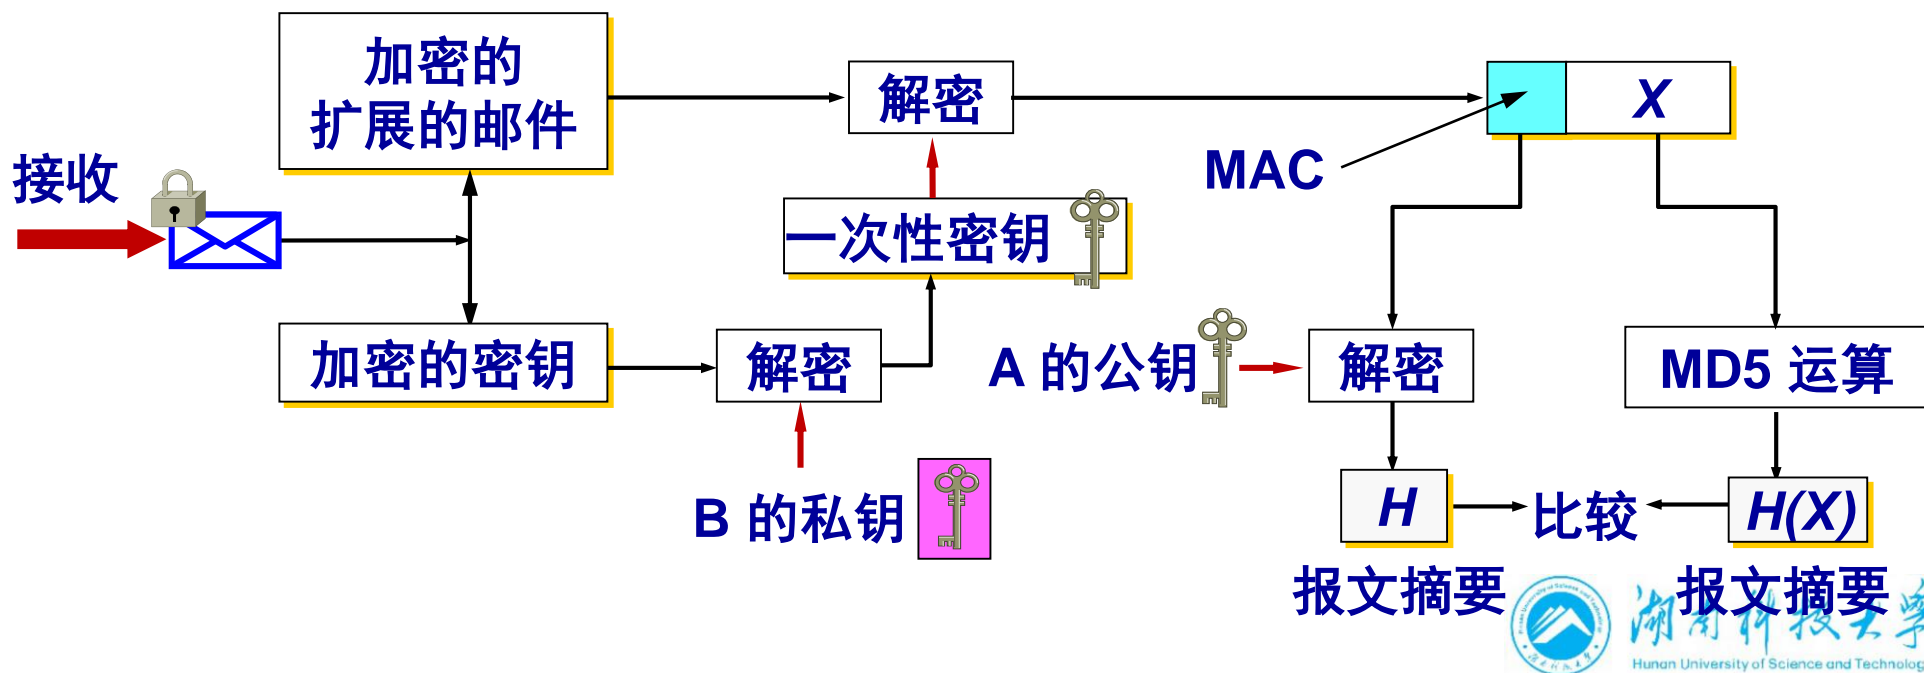 加密的
扩展的邮件
解密
X
接收
MAC
一次性密钥
加密的密钥
解密
A 的公钥
解密
MD5 运算
B 的私钥
H
比较
H(X)
报文摘要
报文摘要
湖南科技大学
Hunan University of Science and Technolog